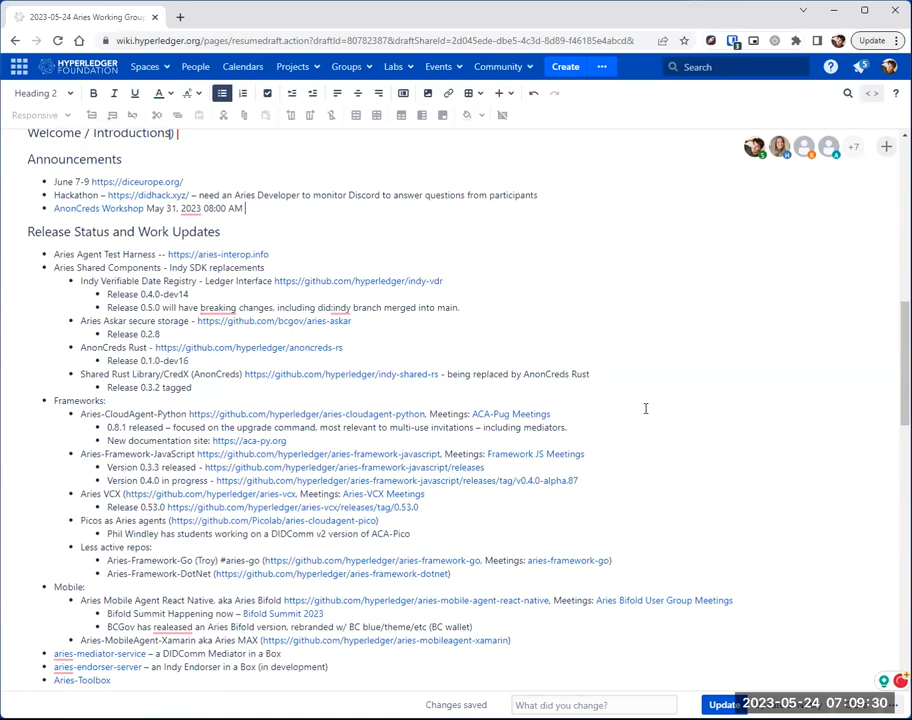 2023-05-24 Aries Working Grou
wiki.hyperledger.org/pages/resumedraft.action?draftId=80782387&draftShareId=2d045ede-dbe5-4c3d-8d89-f46185e4abcd&
Update
HYPERLEDGER FOUNDATION
Spaces
People
Calendars
Projects
Groups
Labs
Events
Community
Create
Search
Heading 2
B I U A
Responsive
Welcome / Introductions)
+7
Announcements
June 7-9 https://diceurope.org/
Hackathon – https://didhack.xyz/ – need an Aries Developer to monitor Discord to answer questions from participants
AnonCreds Workshop May 31, 2023 08:00 AM
Release Status and Work Updates
Aries Agent Test Harness -- https://aries-interop.info
Aries Shared Components - Indy SDK replacements
Indy Verifiable Date Registry - Ledger Interface https://github.com/hyperledger/indy-vdr
Release 0.4.0-dev14
Release 0.5.0 will have breaking changes, including did:indy branch merged into main.
Aries Askar secure storage - https://github.com/bcgov/aries-askar
Release 0.2.8
AnonCreds Rust - https://github.com/hyperledger/anoncreds-rs
Release 0.1.0-dev16
Shared Rust Library/CredX (AnonCreds) https://github.com/hyperledger/indy-shared-rs - being replaced by AnonCreds Rust
Release 0.3.2 tagged
Frameworks:
Aries-CloudAgent-Python https://github.com/hyperledger/aries-cloudagent-python, Meetings: ACA-Pug Meetings
0.8.1 released – focused on the upgrade command, most relevant to multi-use invitations – including mediators.
New documentation site: https://aca-py.org
Aries-Framework-JavaScript https://github.com/hyperledger/aries-framework-javascript, Meetings: Framework JS Meetings
Version 0.3.3 released - https://github.com/hyperledger/aries-framework-javascript/releases
Version 0.4.0 in progress - https://github.com/hyperledger/aries-framework-javascript/releases/tag/v0.4.0-alpha.87
Aries VCX (https://github.com/hyperledger/aries-vcx, Meetings: Aries-VCX Meetings
Release 0.53.0 https://github.com/hyperledger/aries-vcx/releases/tag/0.53.0
Picos as Aries agents (https://github.com/Picolab/aries-cloudagent-pico)
Phil Windley has students working on a DIDComm v2 version of ACA-Pico
Less active repos:
Aries-Framework-Go (Troy) #aries-go (https://github.com/hyperledger/aries-framework-go, Meetings: aries-framework-go)
Aries-Framework-DotNet (https://github.com/hyperledger/aries-framework-dotnet)
Mobile:
Aries Mobile Agent React Native, aka Aries Bifold https://github.com/hyperledger/aries-mobile-agent-react-native, Meetings: Aries Bifold User Group Meetings
Bifold Summit Happening now – Bifold Summit 2023
BCGov has realeased an Aries Bifold version, rebranded w/ BC blue/theme/etc (BC wallet)
Aries-MobileAgent-Xamarin aka Aries MAX (https://github.com/hyperledger/aries-mobileagent-xamarin)
aries-mediator-service – a DIDComm Mediator in a Box
aries-endorser-server – an Indy Endorser in a Box (in development)
Aries-Toolbox
Changes saved
What did you change?
Update
2023-05-24 07:09:30